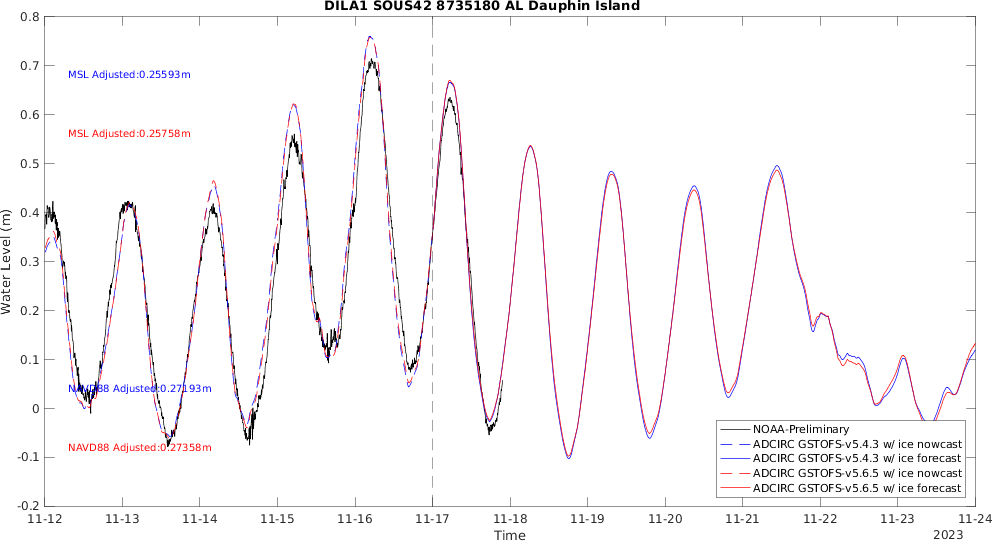 DILA1 SOUS42 8735180 AL Dauphin Island
0.8
0.7
0.6
0.5
0.4
0.3
0.2
0.1
0
-0.1
-0.2
Water Level (m)
MSL Adjusted:0.25593m
MSL Adjusted:0.25758m
NAVD88 Adjusted:0.27193m
NAVD88 Adjusted:0.27358m
NOAA-Preliminary
ADCIRC GSTOFS-v5.4.3 w/ ice nowcast
ADCIRC GSTOFS-v5.4.3 w/ ice forecast
ADCIRC GSTOFS-v5.6.5 w/ ice nowcast
ADCIRC GSTOFS-v5.6.5 w/ ice forecast
11-12 11-13 11-14 11-15 11-16 11-17 11-18 11-19 11-20 11-21 11-22 11-23 11-24
Time
2023